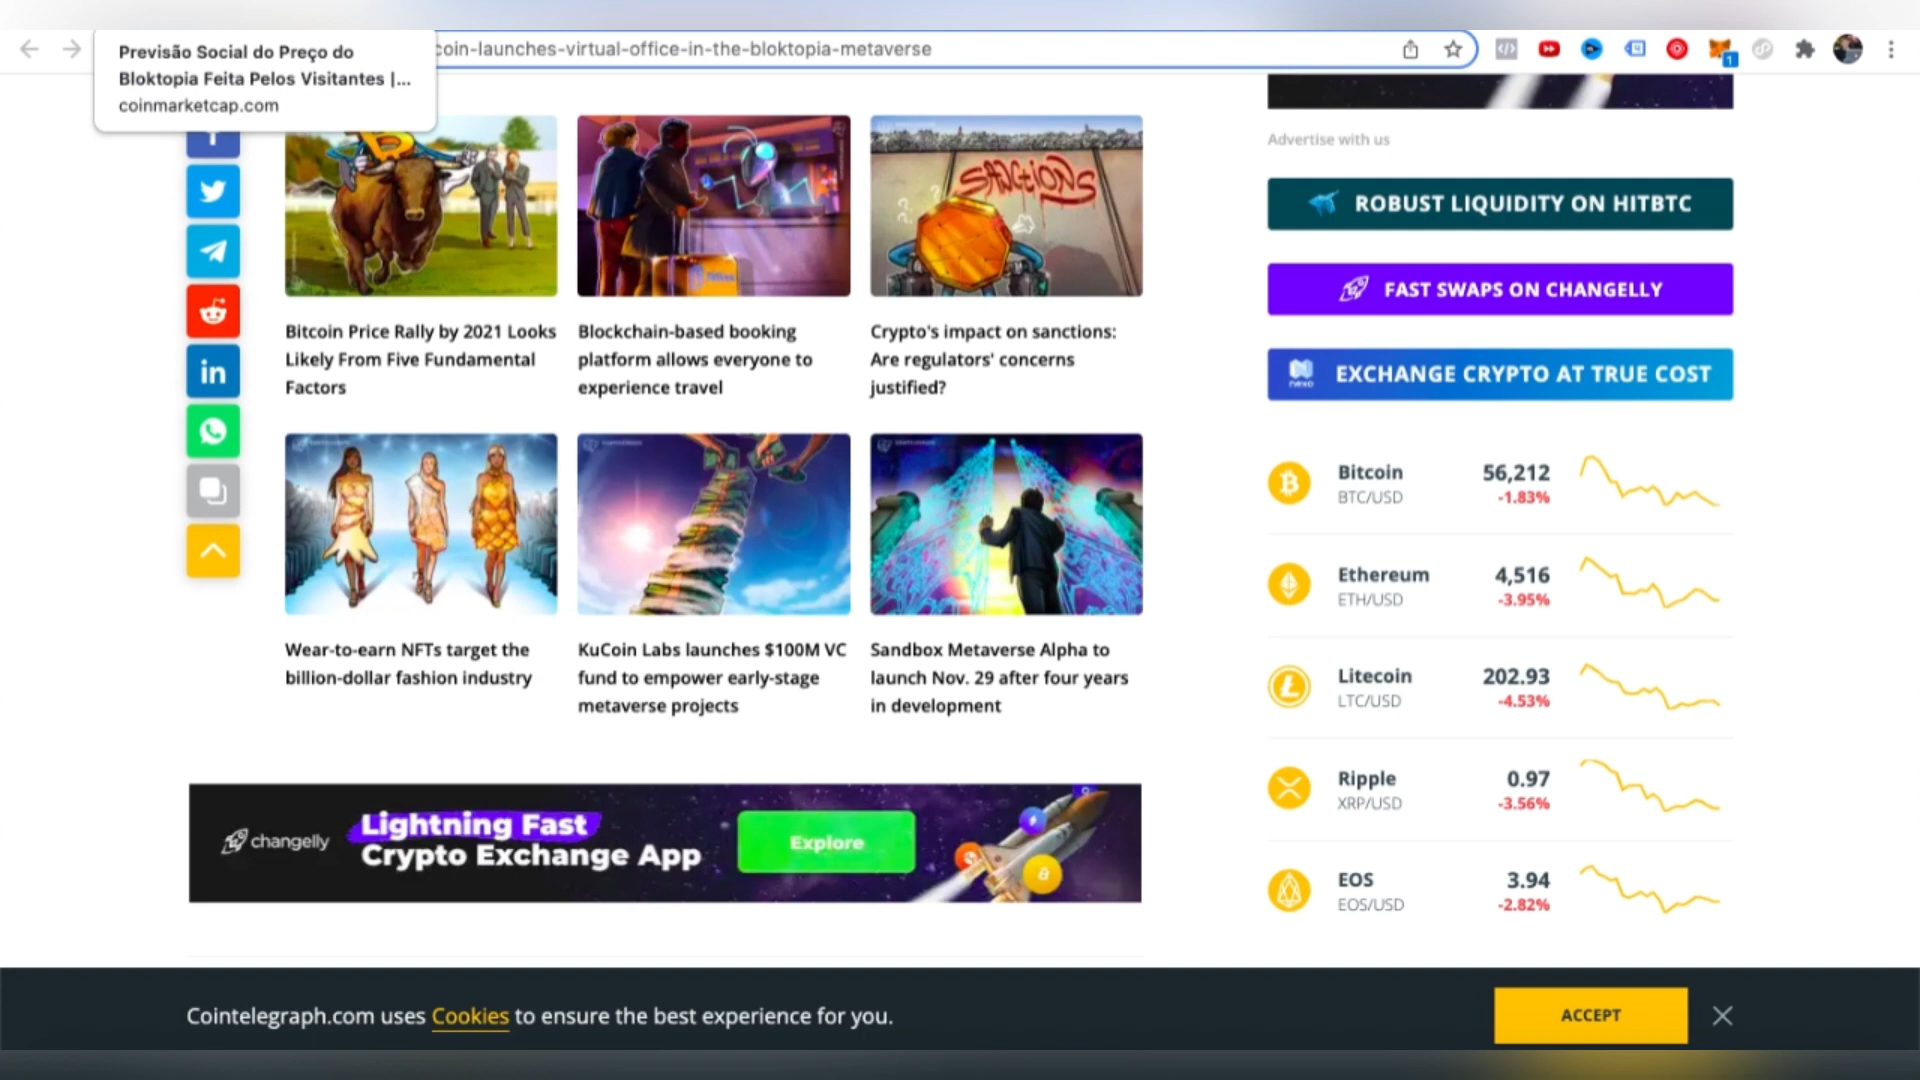 Previsão Social do Preço do
Bloktopia Feita Pelos Visitantes |...
coinmarketcap.com
coin-launches-virtual-office-in-the-bloktopia-metaverse
1
Advertise with us
SANCTIONS
ROBUST LIQUIDITY ON HITBTC
FAST SWAPS ON CHANGELLY
nexo
EXCHANGE CRYPTO AT TRUE COST
Bitcoin Price Rally by 2021 Looks
Likely From Five Fundamental
Factors
Blockchain-based booking
platform allows everyone to
experience travel
Crypto's impact on sanctions:
Are regulators' concerns
justified?
Wear-to-earn NFTs target the
billion-dollar fashion industry
KuCoin Labs launches $100M VC
fund to empower early-stage
metaverse projects
Sandbox Metaverse Alpha to
launch Nov. 29 after four years
in development
Bitcoin 56,212
BTC/USD -1.83%
Ethereum 4,516
ETH/USD -3.95%
Litecoin 202.93
LTC/USD -4.53%
Ripple 0.97
XRP/USD -3.56%
EOS 3.94
EOS/USD -2.82%
changelly
Lightning Fast
Crypto Exchange App
Explore
Cointelegraph.com uses Cookies to ensure the best experience for you.
ACCEPT